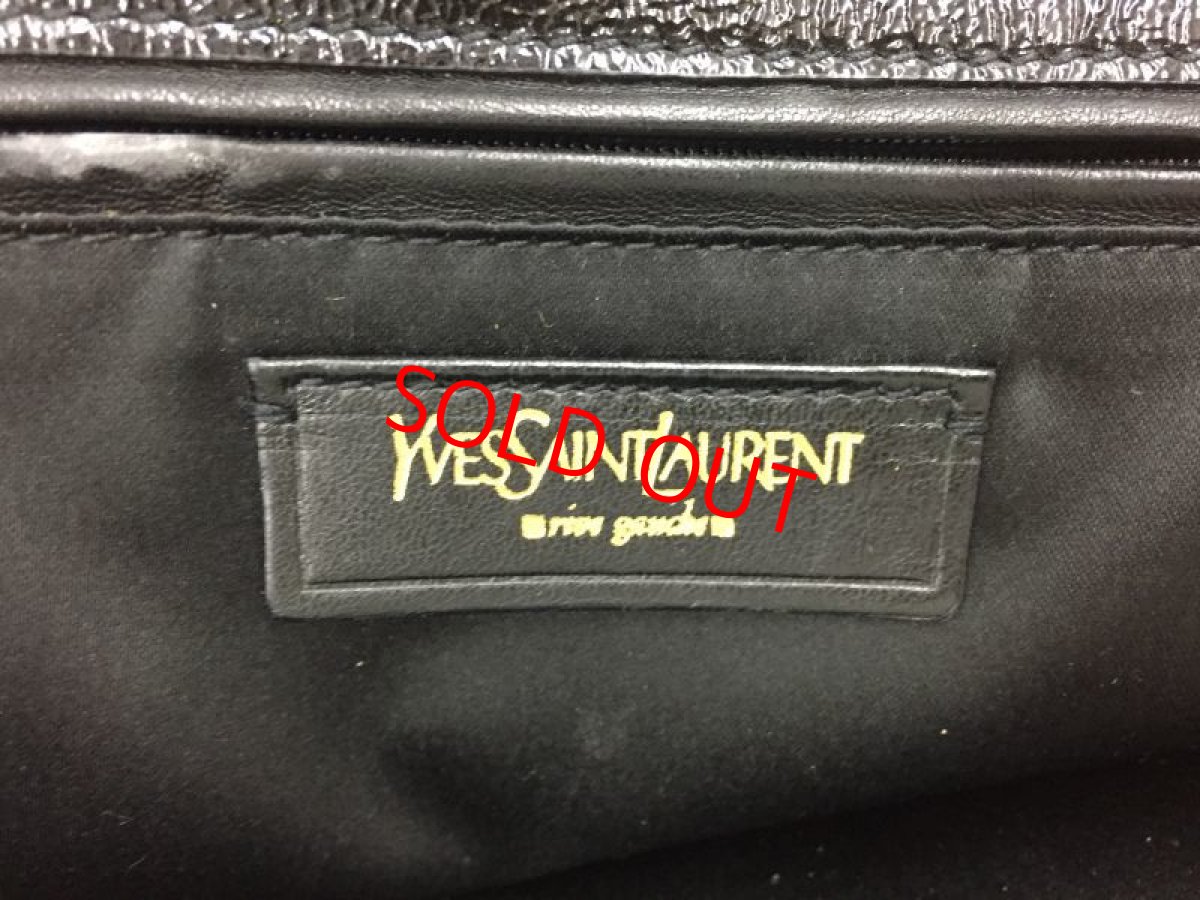 SOLD OUT
YVES SAINT LAURENT
rive gauche